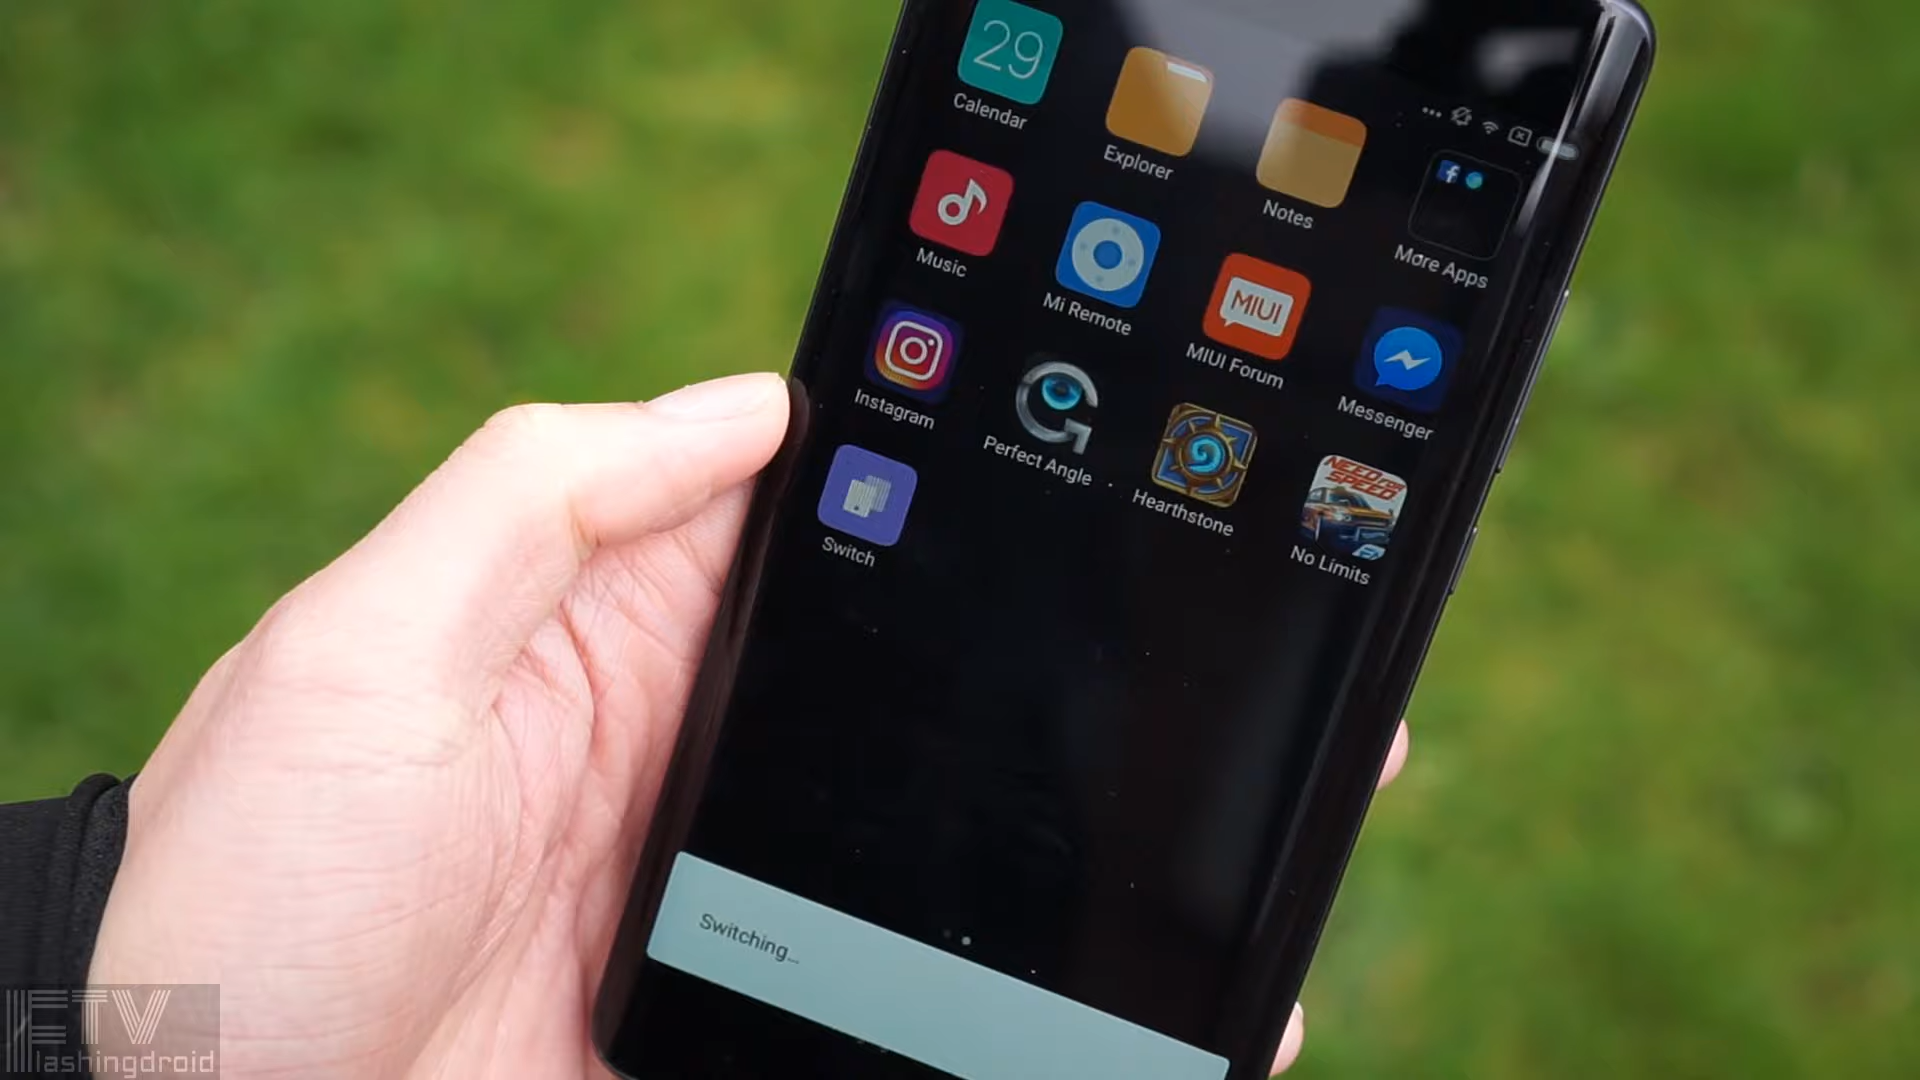 29
Calendar
Explorer
Notes
More Apps
Music
Mi Remote
MIUI
MIUI Forum
Messenger
Instagram
Perfect Angle
Hearthstone
NEED FOR
SPEED
No Limits
Switch
Switching...
ETV
lashingdroid